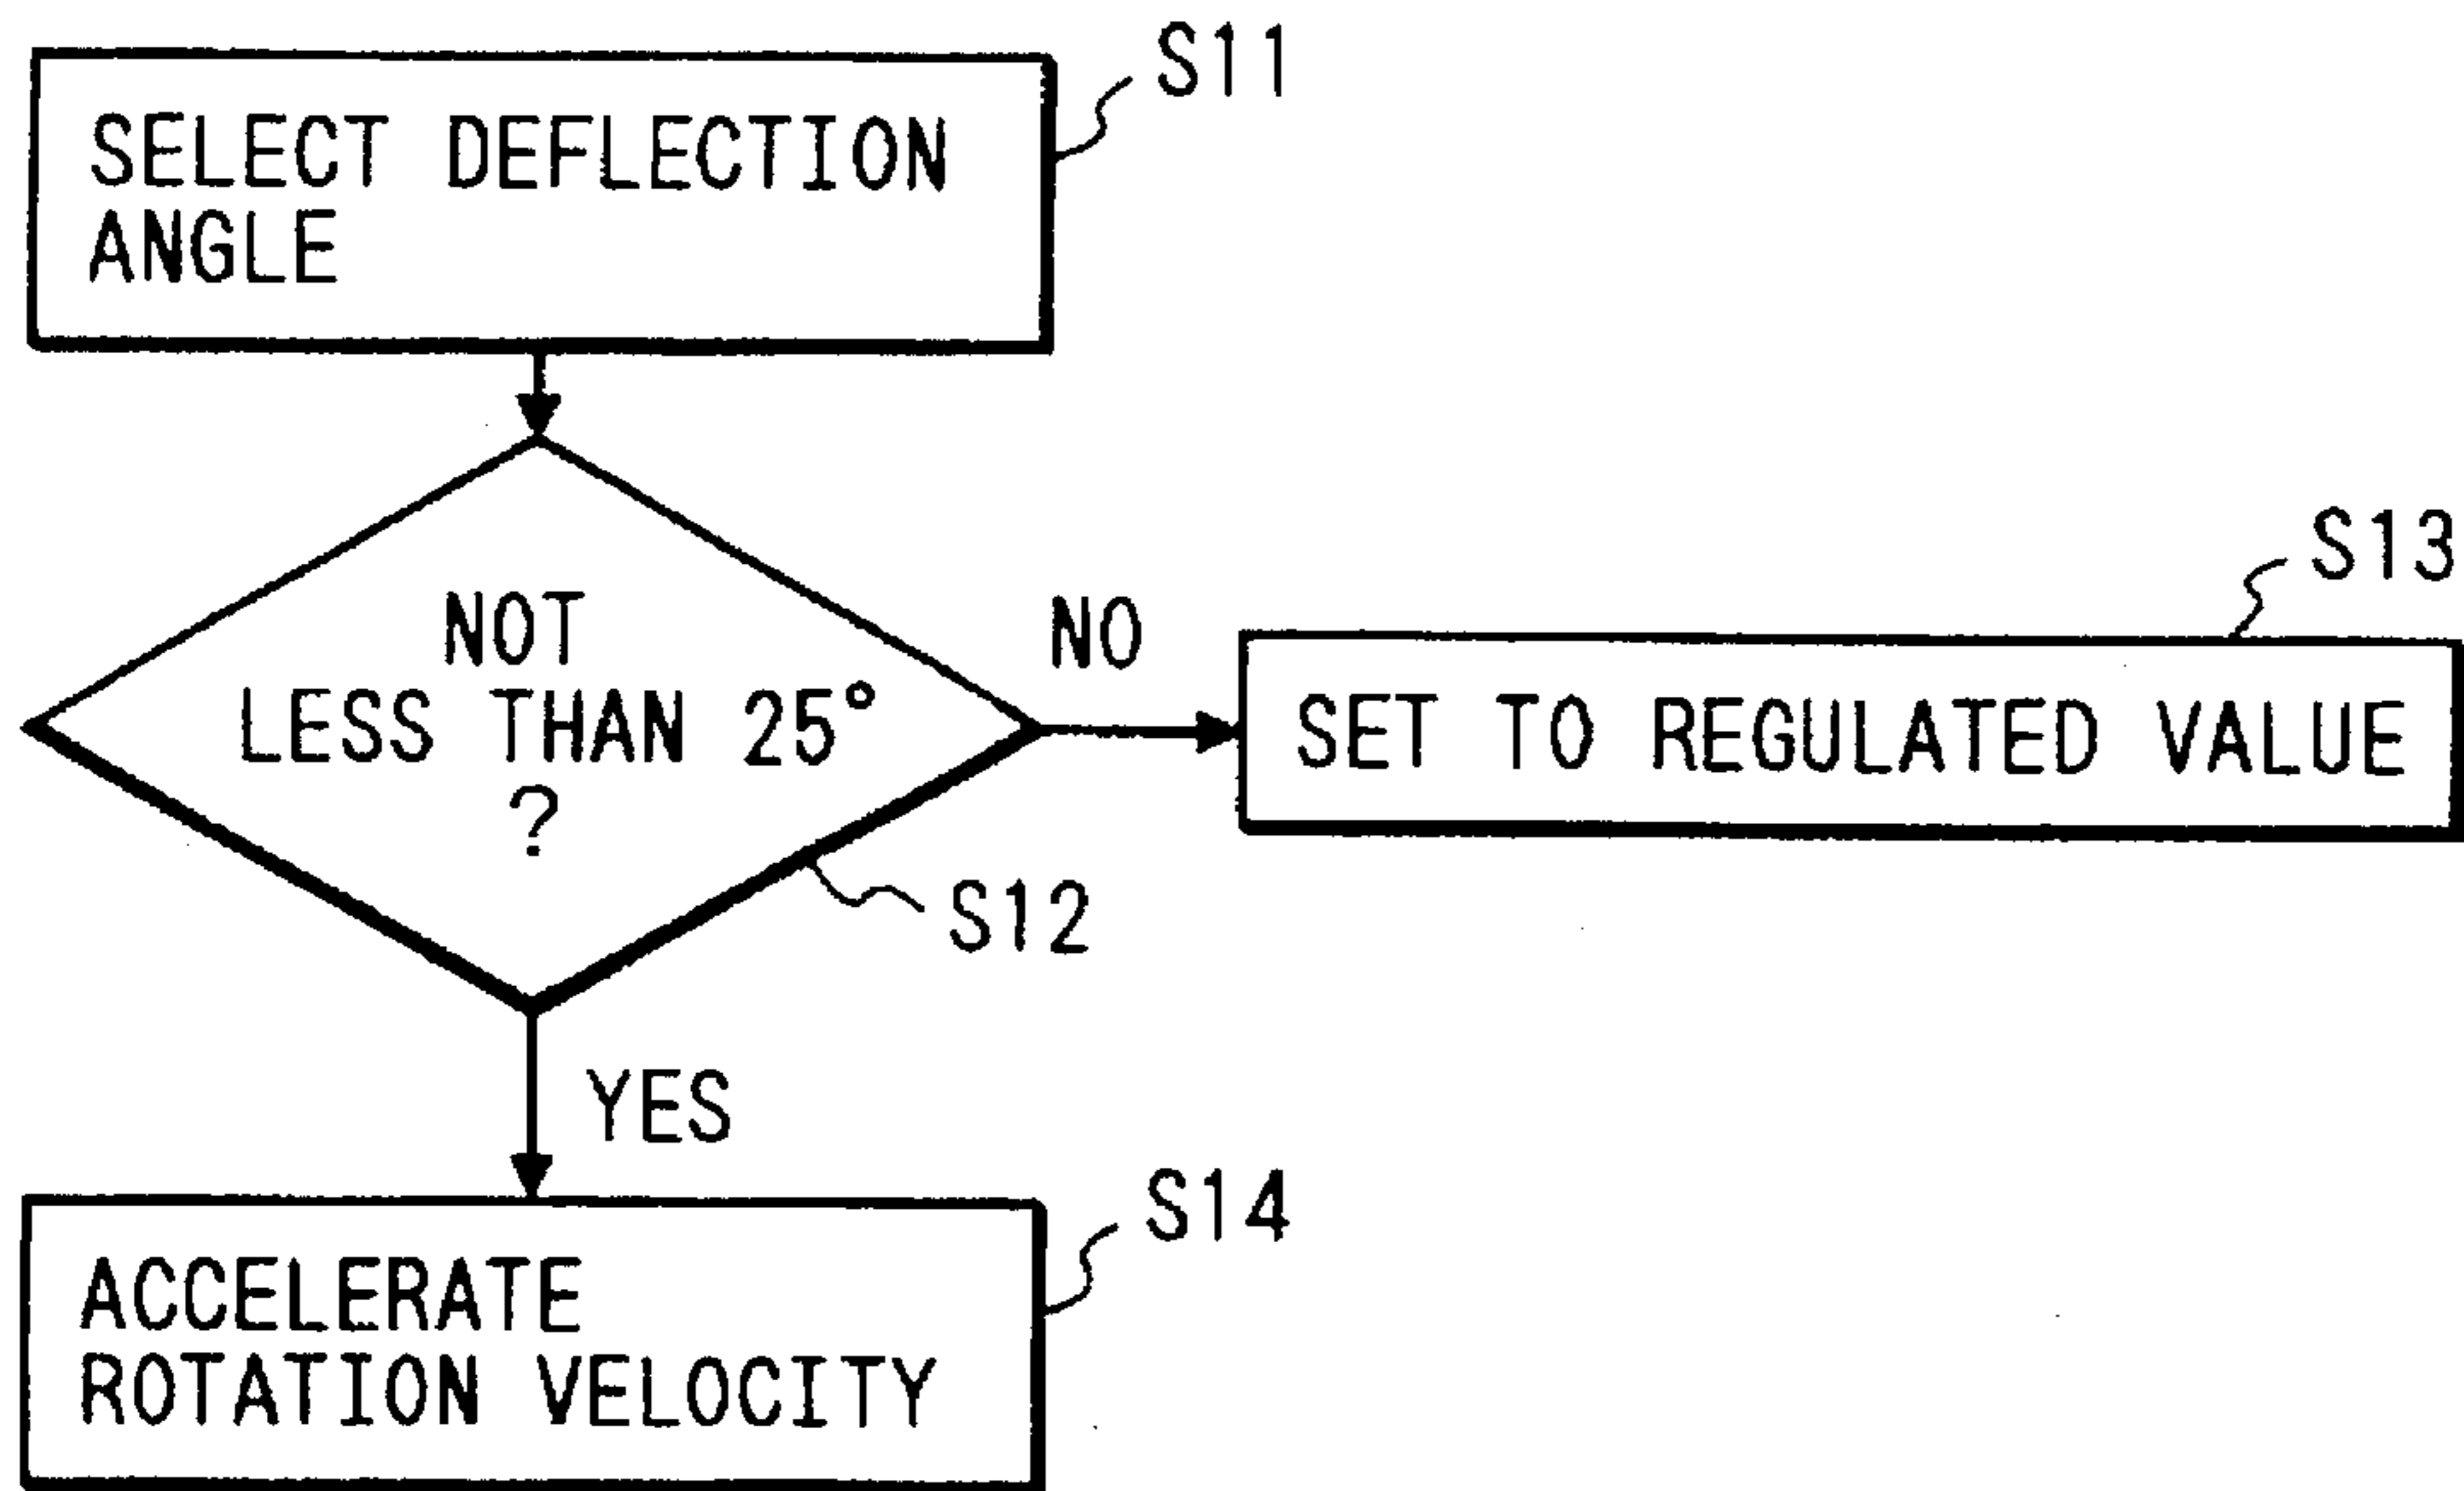 S11
SELECT DEFLECTION
ANGLE
NOT
LESS THAN 25°
?
NO
S13
SET TO REGULATED VALUE
S12
YES
S14
ACCELERATE
ROTATION VELOCITY